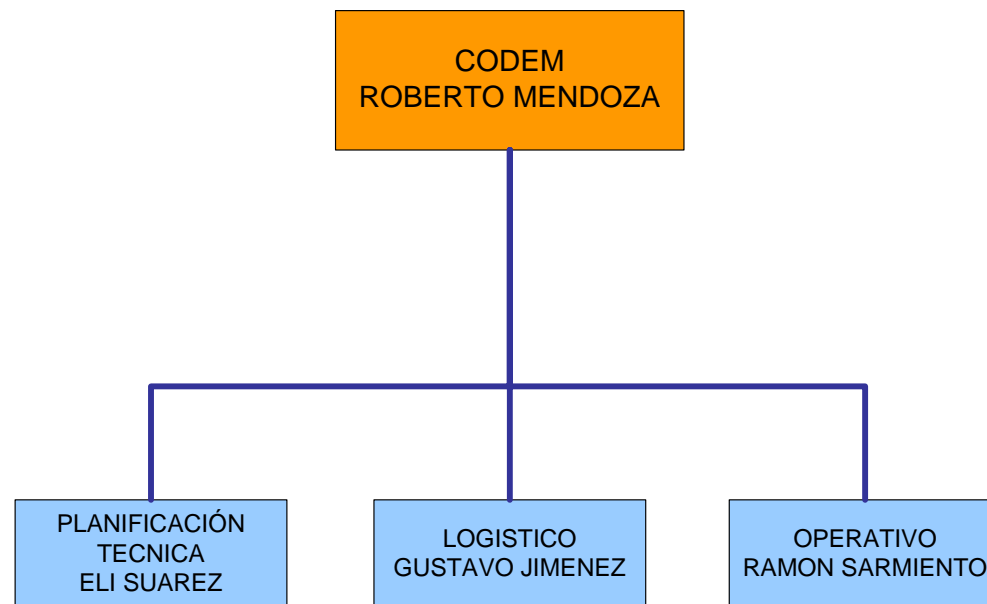 CODEM
ROBERTO MENDOZA
PLANIFICACIÓN
TECNICA
ELI SUAREZ
LOGISTICO
GUSTAVO JIMENEZ
OPERATIVO
RAMON SARMIENTO